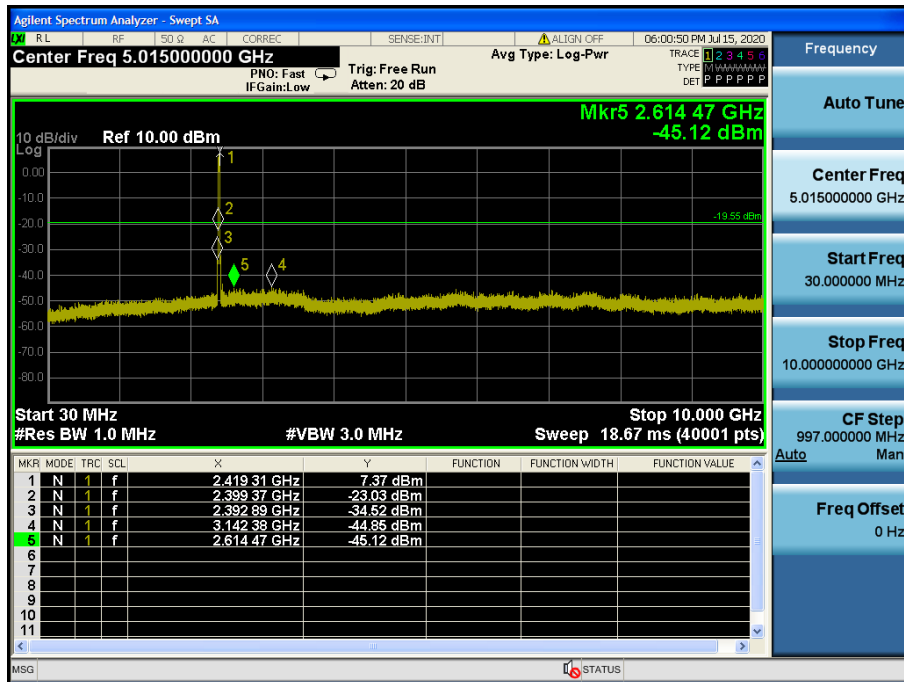 Agilent Spectrum Analyzer - Swept SA
LXI RL RF 50 Ω AC CORREC SENSE:INT ALIGN OFF 06:00:50 PM Jul 15, 2020
Center Freq 5.015000000 GHz
PNO: Fast
IFGain:Low
Trig: Free Run
Atten: 20 dB
Avg Type: Log-Pwr
TRACE 1 2 3 4 5 6
TYPE M W W W W W
DET P P P P P P
Mkr5 2.614 47 GHz
-45.12 dBm
10 dB/div Ref 10.00 dBm
Log
0.00
-10.0
-20.0
-30.0
-40.0
-50.0
-60.0
-70.0
-80.0
1
2
3
5
4
-19.55 dBm
Start 30 MHz Stop 10.000 GHz
#Res BW 1.0 MHz #VBW 3.0 MHz Sweep 18.67 ms (40001 pts)
MKR MODE TRC SCL X Y FUNCTION FUNCTION WIDTH FUNCTION VALUE
1 N 1 f 2.419 31 GHz 7.37 dBm
2 N 1 f 2.399 37 GHz -23.03 dBm
3 N 1 f 2.392 89 GHz -34.52 dBm
4 N 1 f 3.142 38 GHz -44.85 dBm
5 N 1 f 2.614 47 GHz -45.12 dBm
6
7
8
9
10
11
MSG STATUS
Frequency
Auto Tune
Center Freq
5.015000000 GHz
Start Freq
30.000000 MHz
Stop Freq
10.000000000 GHz
CF Step
997.000000 MHz
Auto Man
Freq Offset
0 Hz